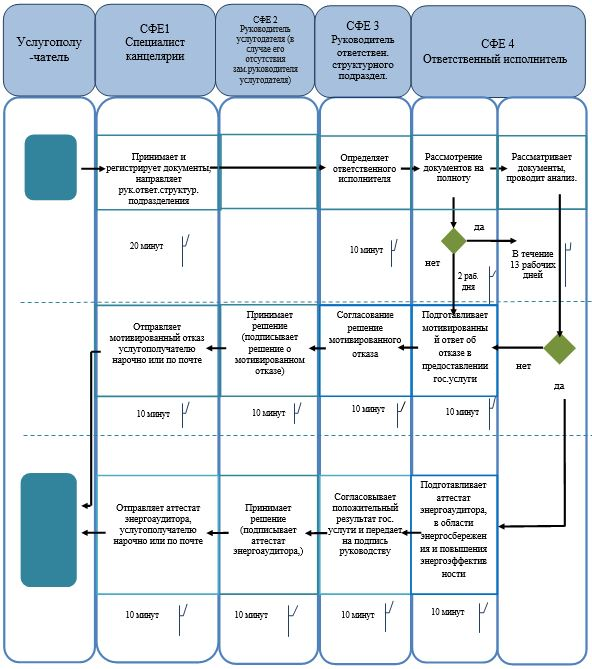 Услугополу
-чатель
СФЕ1
Специалист
канцелярии
СФЕ 2
Руководитель
услугодателя (в
случае его
отсутствия
зам.руководителя
услугодателя)
СФЕ 3
Руководитель
ответствен.
структурного
подраздел.
СФЕ 4
Ответственный исполнитель
Принимает и
регистрирует документы,
направляет
рук.ответ.структур.
подразделения
Определяет
ответственного
исполнителя
Рассмотрение
документов на
полноту
Рассматривает
документы,
проводит анализ.
20 минут
10 минут
да
нет
2 раб.
дня
В течение
13 рабочих
дней
Отправляет
мотивированный отказ
услугополучателю
нарочно или по почте
Принимает
решение
(подписывает
решение о
мотивированном
отказе)
Согласование
решение
мотивированного
отказа
Подготавливает
мотивированны
й ответ об
отказе в
предоставлении
гос.услуги
нет
да
10 минут
10 минут
10 минут
10 минут
Отправляет аттестат
энергоаудитора,
услугополучателю
нарочно или по почте
Принимает
решение
(подписывает
аттестат
энергоаудитора,)
Согласовывает
положительный
результат гос.
услуги и передает
на подпись
руководству
Подготавливает
аттестат
энергоаудитора,
в области
энергосбережен
ия и повышения
энергоэффектив
ности
10 минут
10 минут
10 минут
10 минут